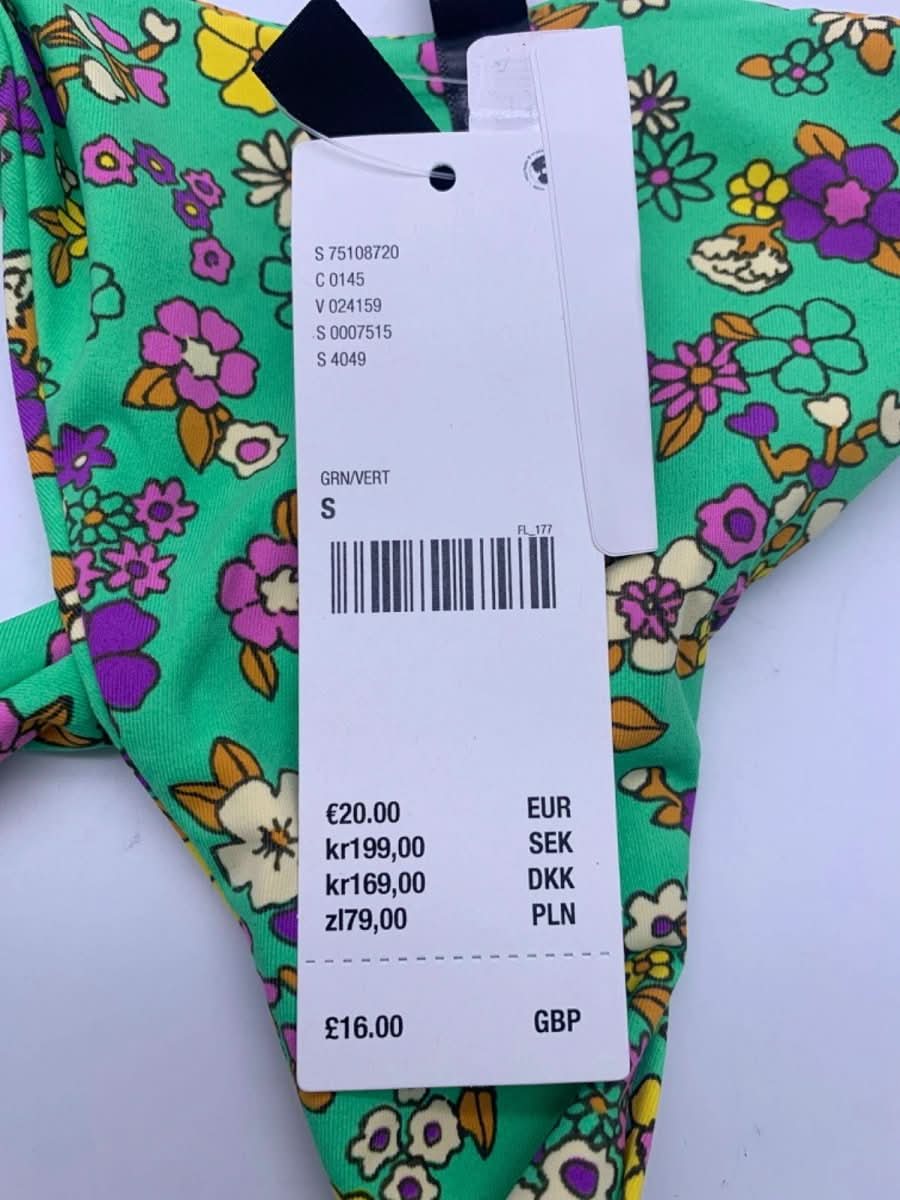 S 75108720
C 0145
V 024159
S 0007515
S 4049
GRN/VERT
S
FL_177
€20.00 EUR
kr199,00 SEK
kr169,00 DKK
zl79,00 PLN
£16.00 GBP